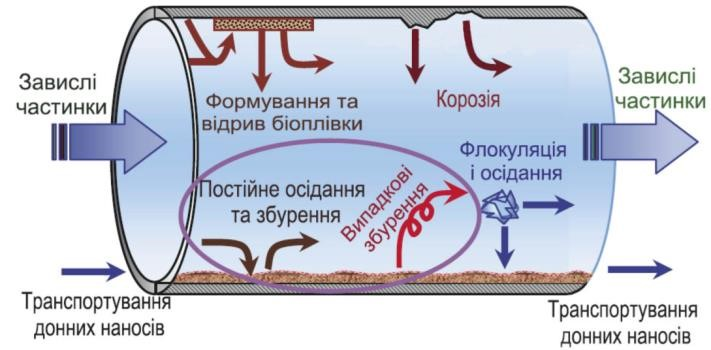 Завислі
частинки
Формування та
відрив біоплівки
Корозія
Завислі
частинки
Флокуляція
і осідання
Постійне осідання
та збурення
Випадкові
збурення
Транспортування
донних наносів
Транспортування
донних наносів